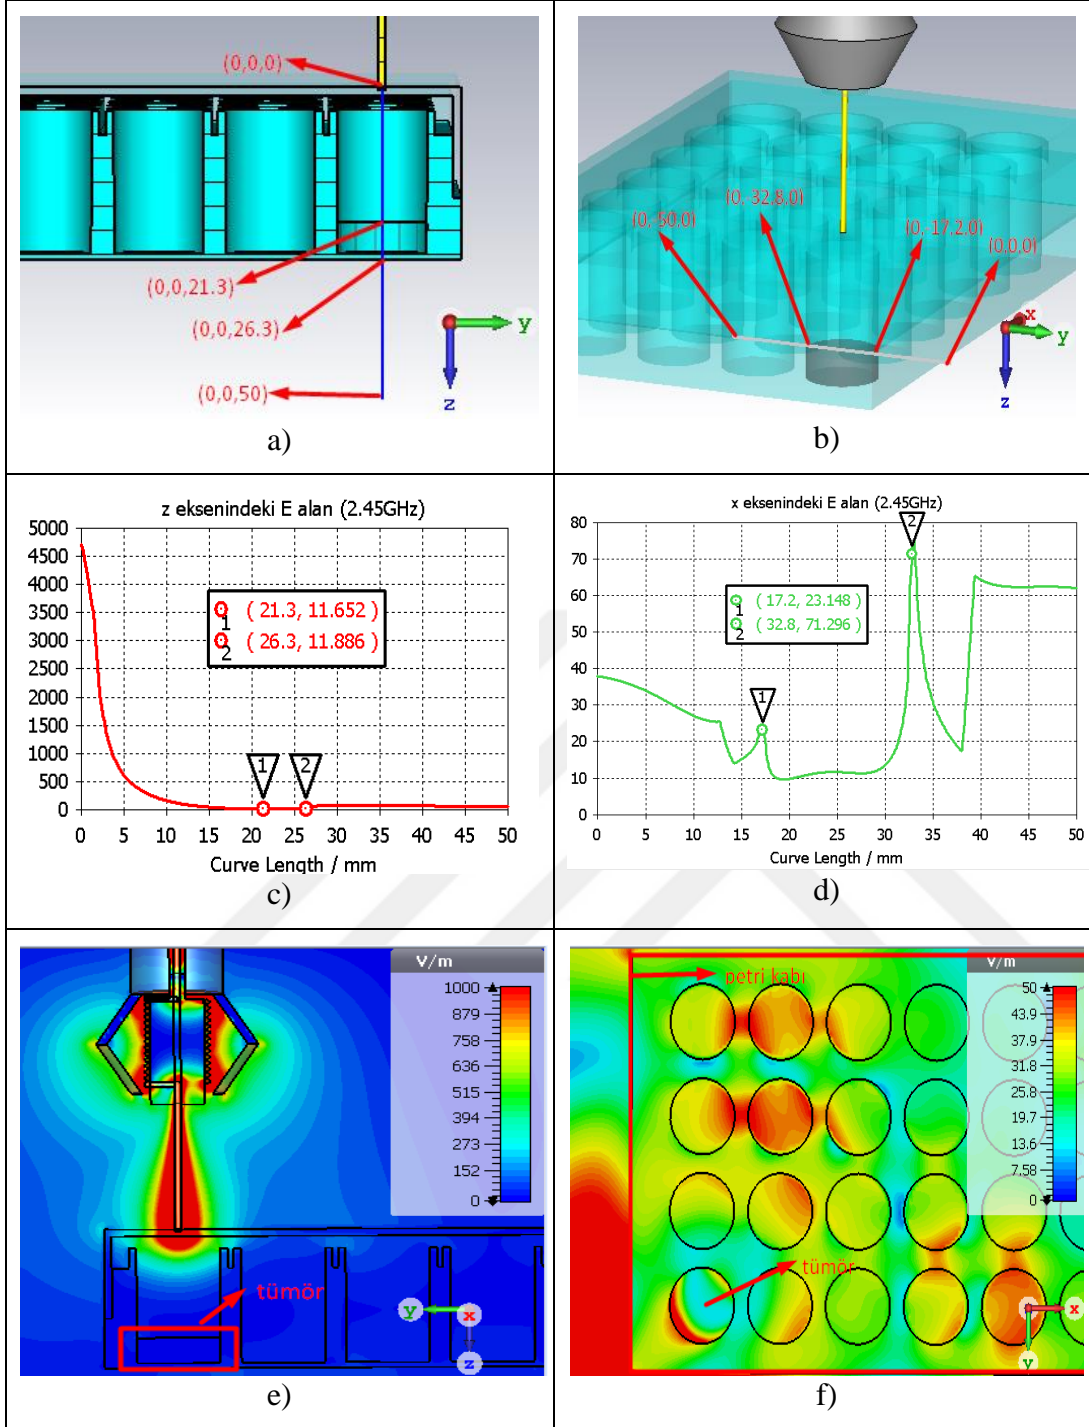 (0,0,0)
(0,0,21.3)
(0,0,26.3)
(0,0,50)
y
z
a)
(0,-50,0)
(0,-32.8,0)
(0,-17.2,0)
(0,0,0)
x
y
z
b)
z eksenindeki E alan (2.45GHz)
5000
4500
4000
3500
3000
2500
2000
1500
1000
500
0
1 ( 21.3, 11.652 )
2 ( 26.3, 11.886 )
1
2
0 5 10 15 20 25 30 35 40 45 50
Curve Length / mm
c)
x eksenindeki E alan (2.45GHz)
80
70
60
50
40
30
20
10
0
1 ( 17.2, 23.148 )
2 ( 32.8, 71.296 )
1
2
0 5 10 15 20 25 30 35 40 45 50
Curve Length / mm
d)
V/m
1000
879
758
636
515
394
273
152
0
tümör
y
x
z
e)
V/m
50
43.9
37.9
31.8
25.8
19.7
13.6
7.58
0
petri kabı
tümör
x
y
f)